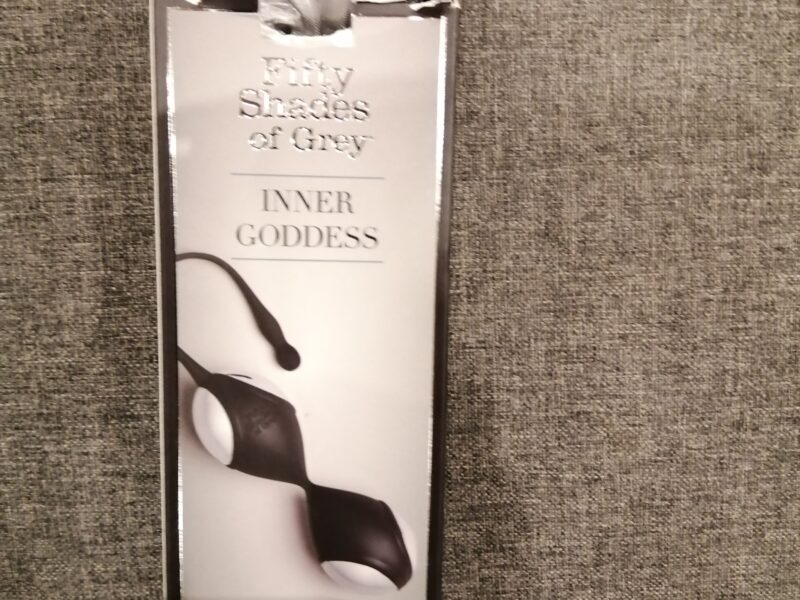 Fifty
Shades
of Grey
INNER
GODDESS